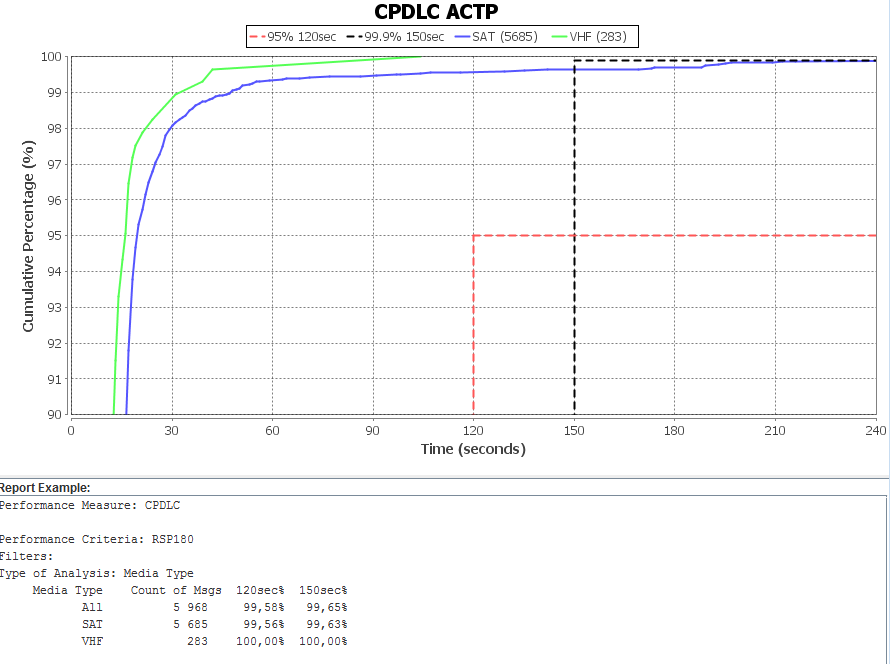 CPDLC ACTP
95% 120sec 99.9% 150sec SAT (5685) VHF (283)
Cumulative Percentage (%)
100
99
98
97
96
95
94
93
92
91
90
0 30 60 90 120 150 180 210 240
Time (seconds)
Report Example:
Performance Measure: CPDLC
Performance Criteria: RSP180
Filters:
Type of Analysis: Media Type
Media Type Count of Msgs 120sec% 150sec%
All 5 968 99,58% 99,65%
SAT 5 685 99,56% 99,63%
VHF 283 100,00% 100,00%